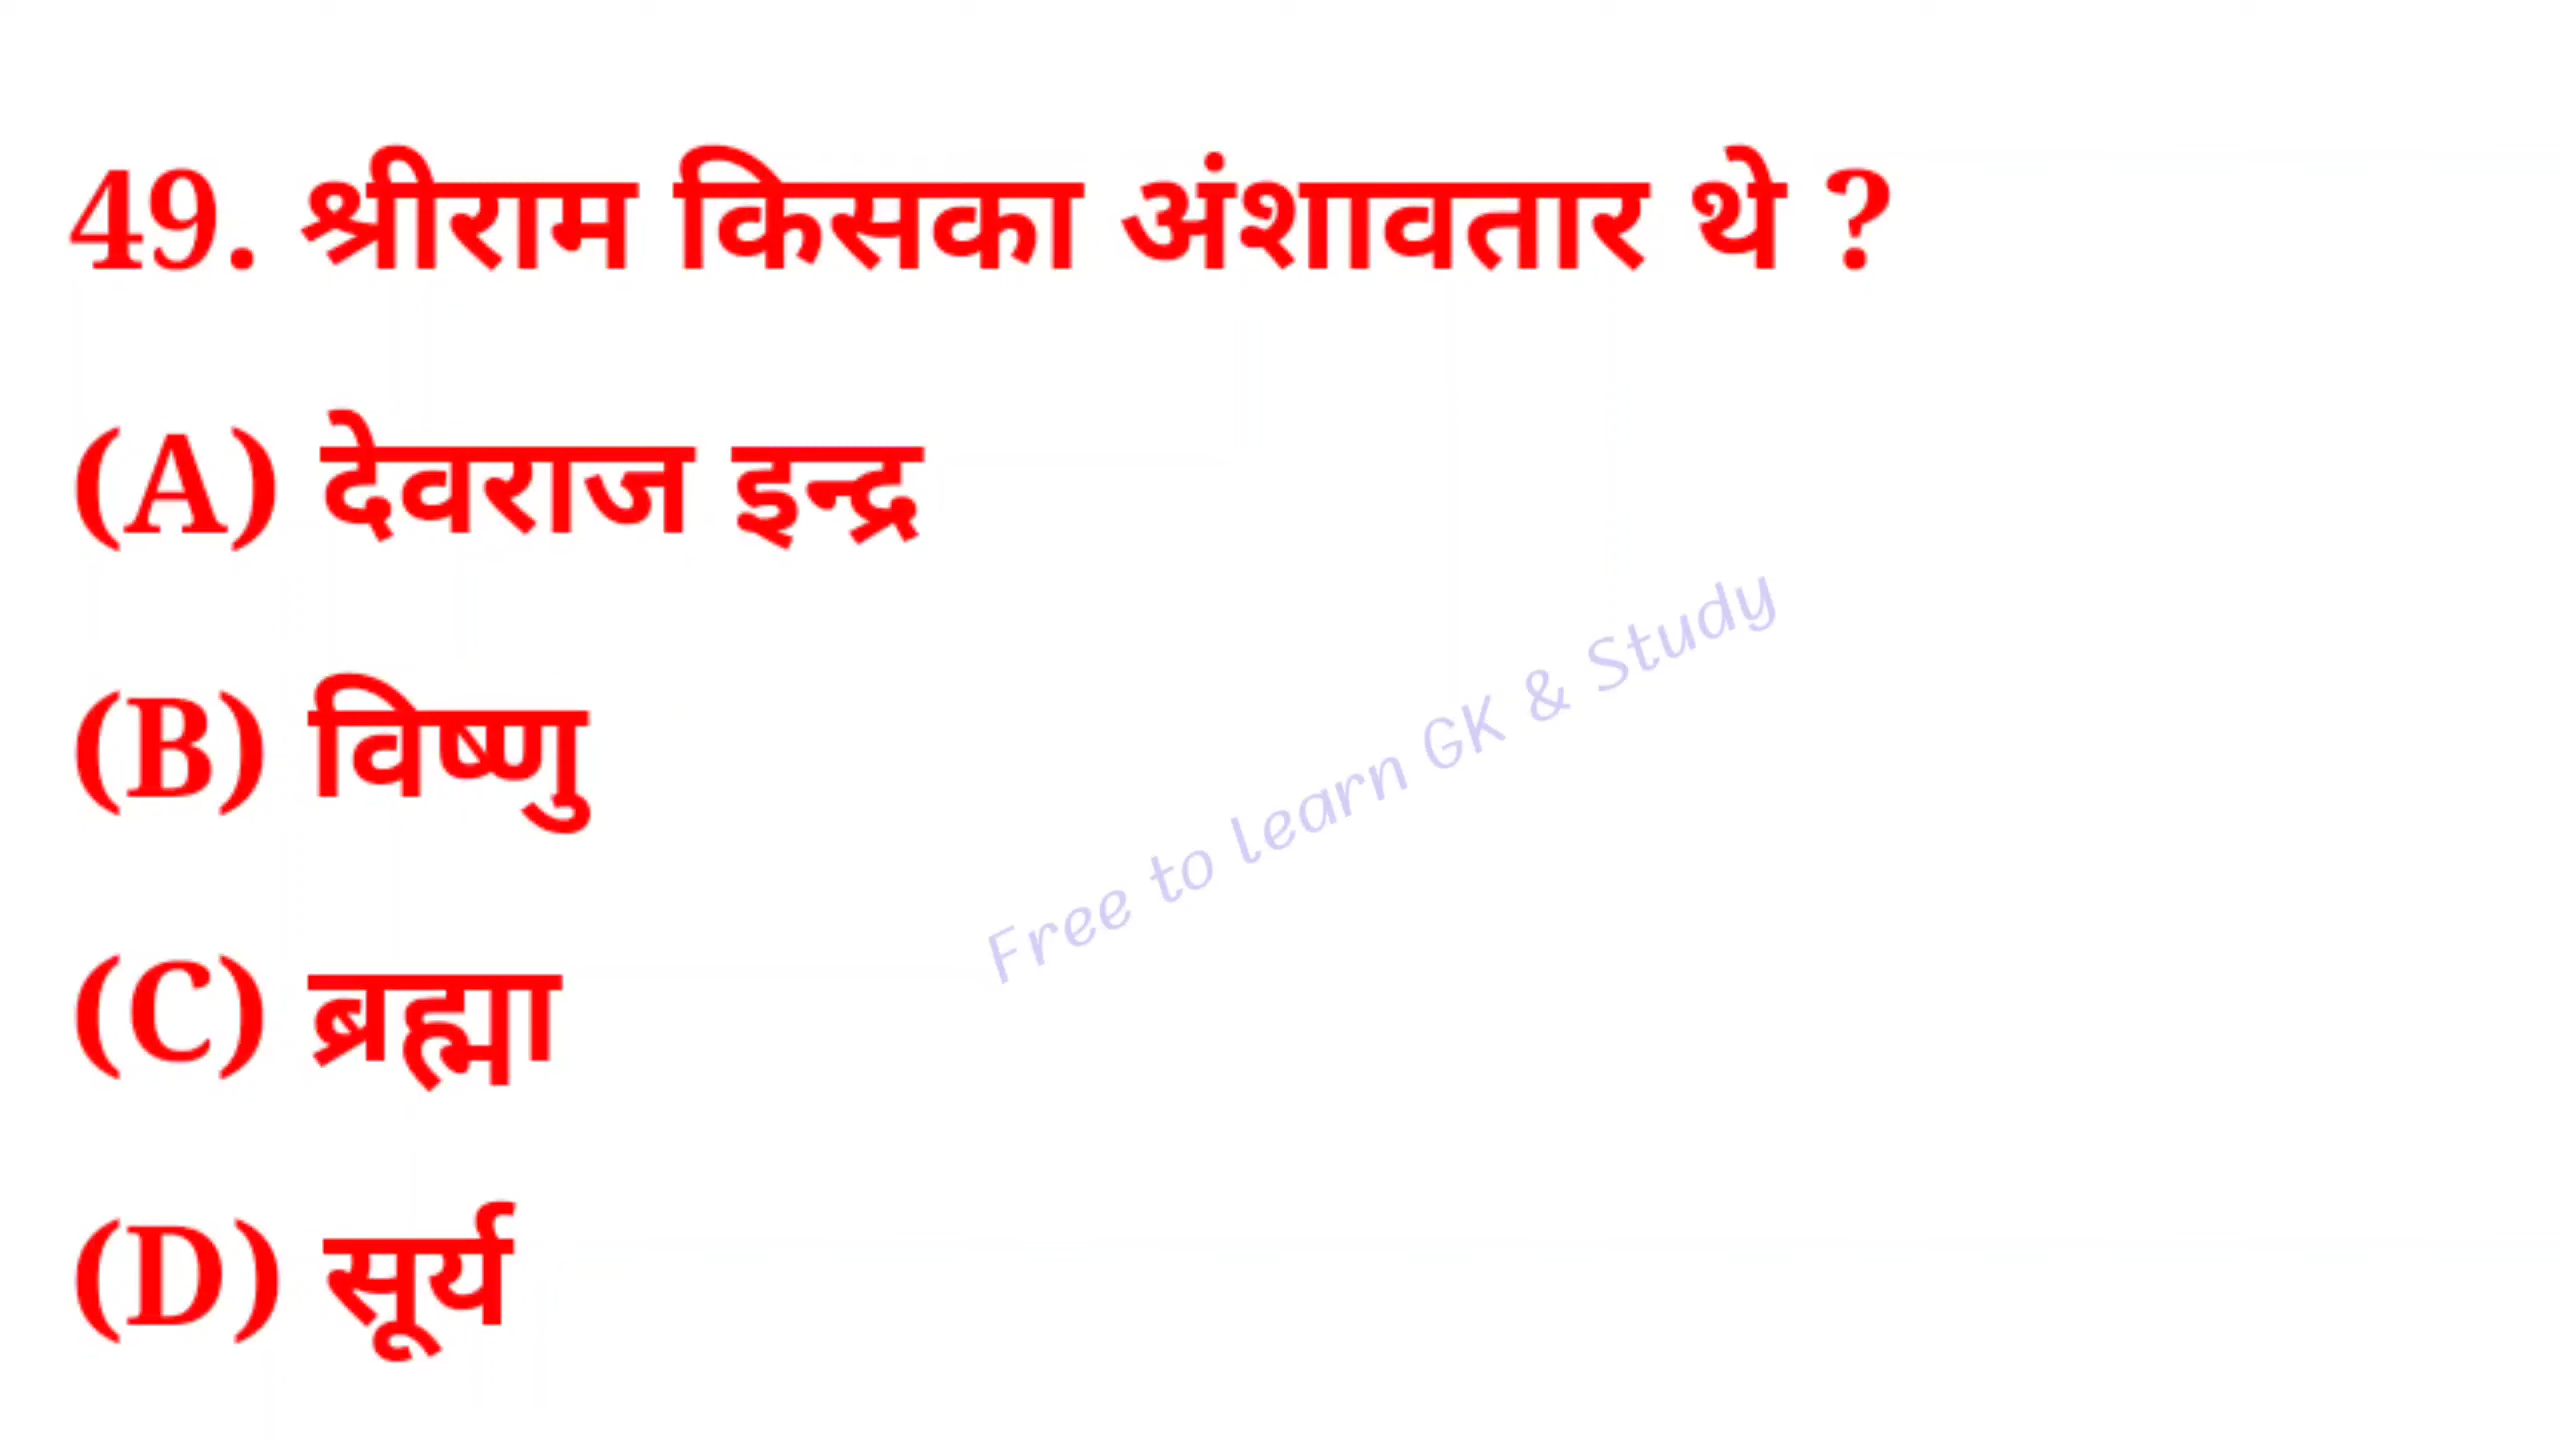 49. श्रीराम किसका अंशावतार थे ?
(A) देवराज इन्द्र
(B) विष्णु
(C) ब्रह्मा
(D) सूर्य
Free to learn GK & Study